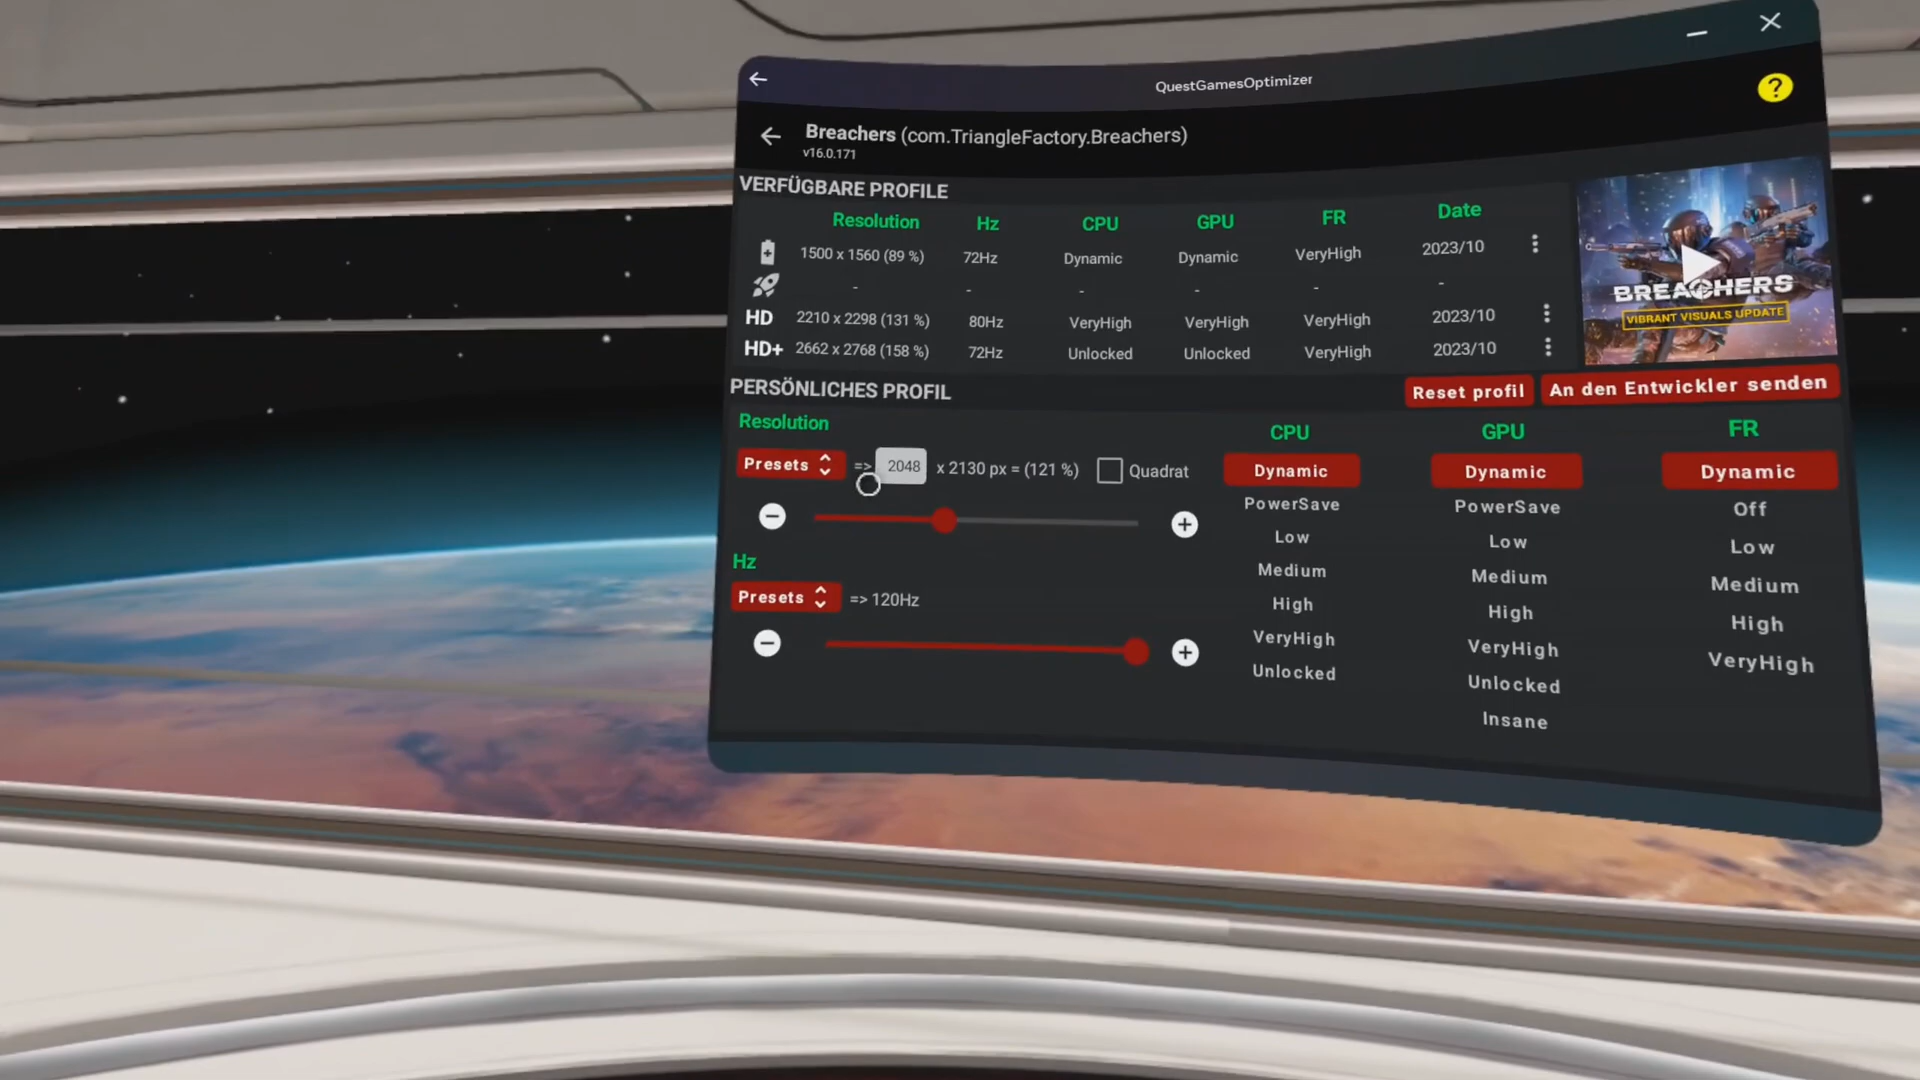 QuestGamesOptimizer
?
Breachers (com.TriangleFactory.Breachers)
v16.0.171
VERFÜGBARE PROFILE
Resolution Hz CPU GPU FR Date
1500 x 1560 (89 %) 72Hz Dynamic Dynamic VeryHigh 2023/10
- - - - - -
HD 2210 x 2298 (131 %) 80Hz VeryHigh VeryHigh VeryHigh 2023/10
HD+ 2662 x 2768 (158 %) 72Hz Unlocked Unlocked VeryHigh 2023/10
BREACHERS
VIBRANT VISUALS UPDATE
PERSÖNLICHES PROFIL
Reset profil
An den Entwickler senden
Resolution
Presets => 2048 x 2130 px = (121 %) Quadrat
Hz
Presets => 120Hz
CPU
Dynamic
PowerSave
Low
Medium
High
VeryHigh
Unlocked
GPU
Dynamic
PowerSave
Low
Medium
High
VeryHigh
Unlocked
Insane
FR
Dynamic
Off
Low
Medium
High
VeryHigh